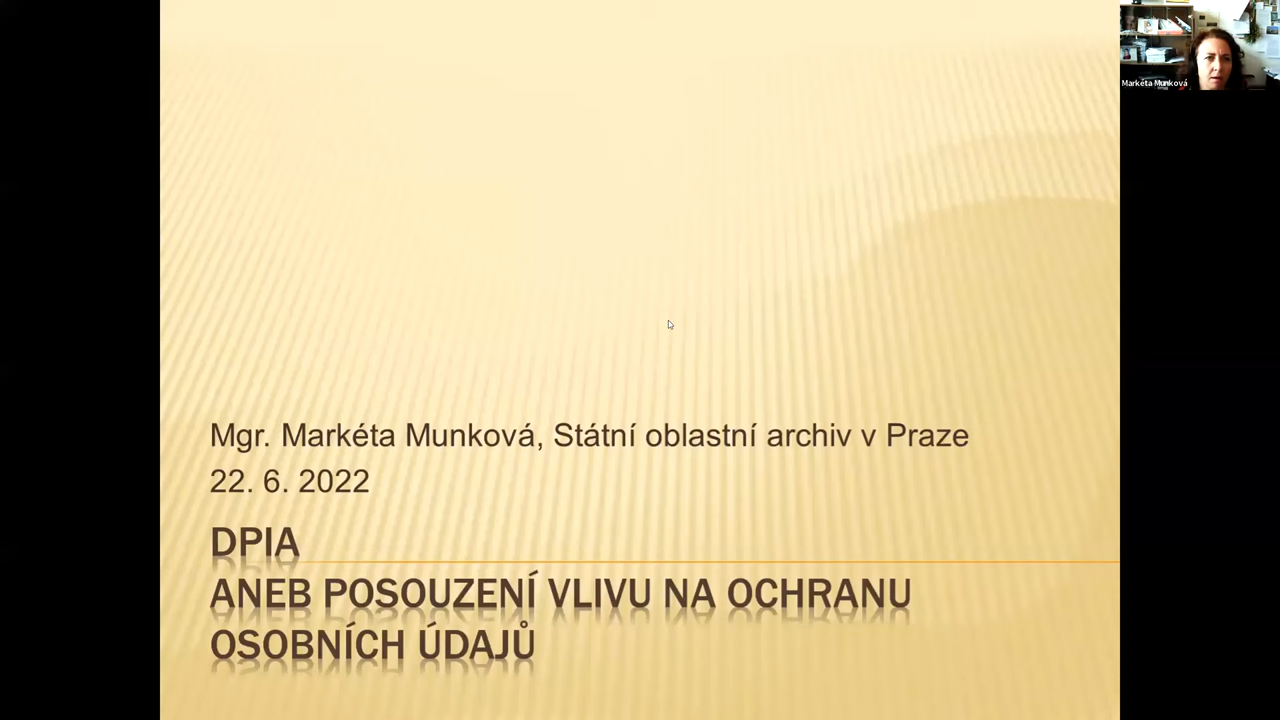 Markéta Munková
Mgr. Markéta Munková, Státní oblastní archiv v Praze
22. 6. 2022
DPIA
ANEB POSOUZENÍ VLIVU NA OCHRANU
OSOBNÍCH ÚDAJŮ